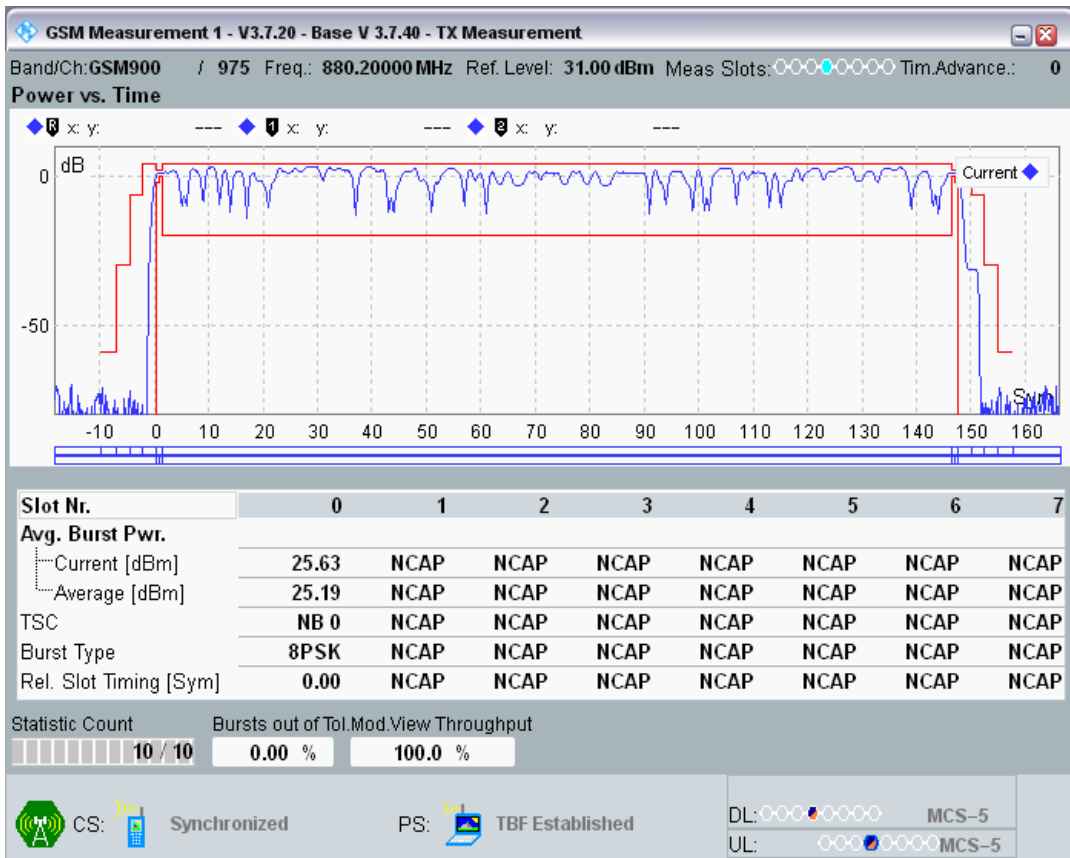 GSM Measurement 1 - V3.7.20 - Base V 3.7.40 - TX Measurement
Band/Ch:GSM900 / 975 Freq.: 880.20000 MHz Ref. Level: 31.00 dBm Meas Slots: Tim.Advance.: 0
Power vs. Time
R x: y: --- 1 x: y: --- 2 x: y: ---
dB
Current
0
-50
Sym
-10 0 10 20 30 40 50 60 70 80 90 100 110 120 130 140 150 160
Slot Nr. 0 1 2 3 4 5 6 7
Avg. Burst Pwr.
Current [dBm] 25.63 NCAP NCAP NCAP NCAP NCAP NCAP NCAP
Average [dBm] 25.19 NCAP NCAP NCAP NCAP NCAP NCAP NCAP
TSC NB 0 NCAP NCAP NCAP NCAP NCAP NCAP NCAP
Burst Type 8PSK NCAP NCAP NCAP NCAP NCAP NCAP NCAP
Rel. Slot Timing [Sym] 0.00 NCAP NCAP NCAP NCAP NCAP NCAP NCAP
Statistic Count Bursts out of Tol.Mod.View Throughput
10 / 10 0.00 % 100.0 %
CS: Synchronized PS: TBF Established
DL: MCS-5
UL: MCS-5